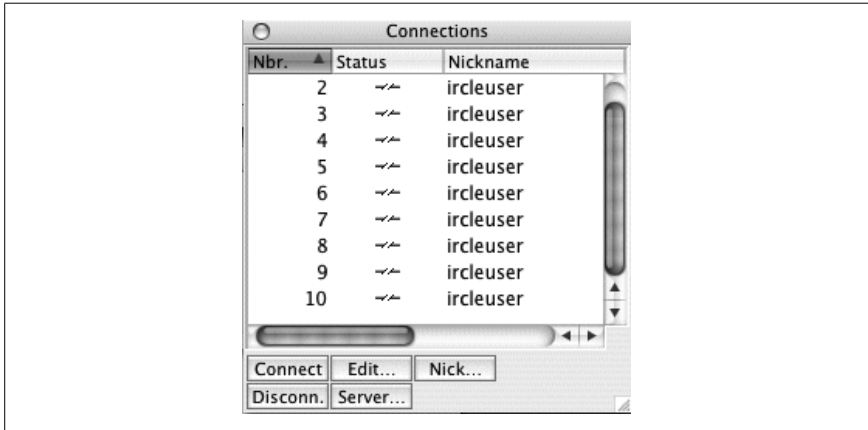 Connections
Nbr. Status Nickname
2 ircleuser
3 ircleuser
4 ircleuser
5 ircleuser
6 ircleuser
7 ircleuser
8 ircleuser
9 ircleuser
10 ircleuser
Connect Edit... Nick...
Disconn. Server...